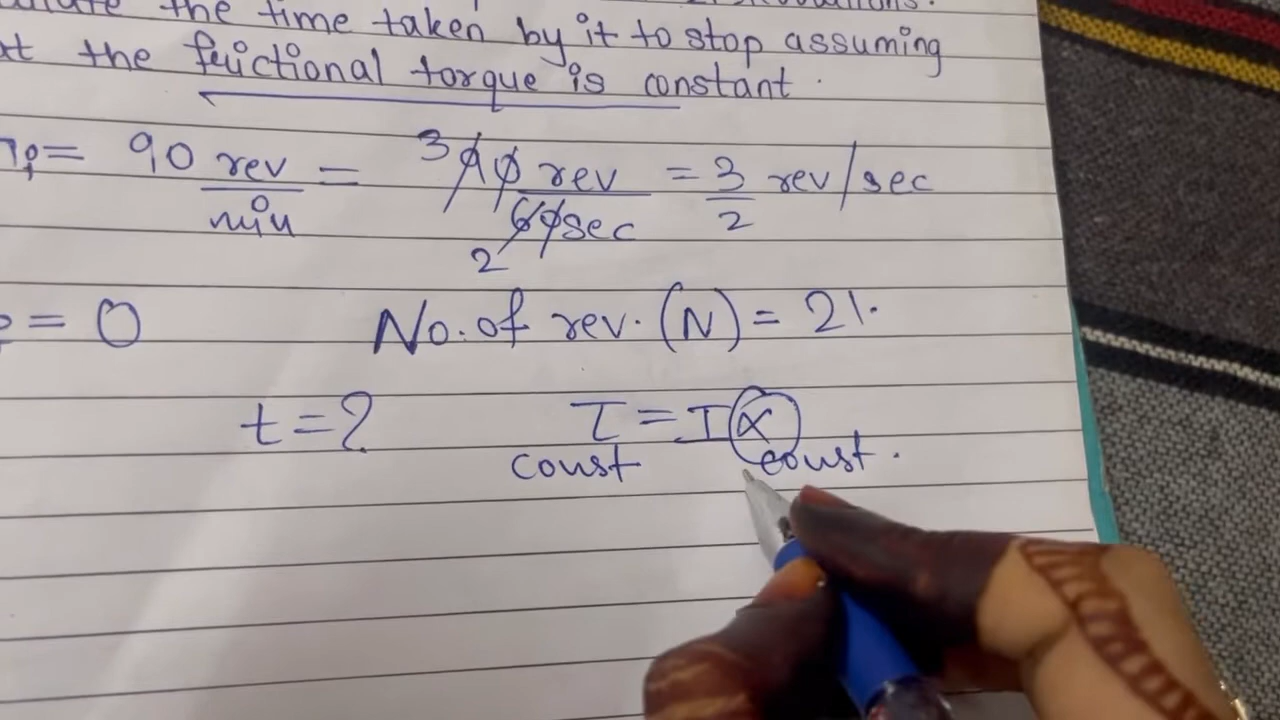 the time taken by it to stop assuming
the frictional torque is constant.
= 90 rev/min = 3 90 rev/60 sec 2 = 3/2 rev/sec
= 0 No. of rev. (N) = 21.
t = ? τ = I α
const const.